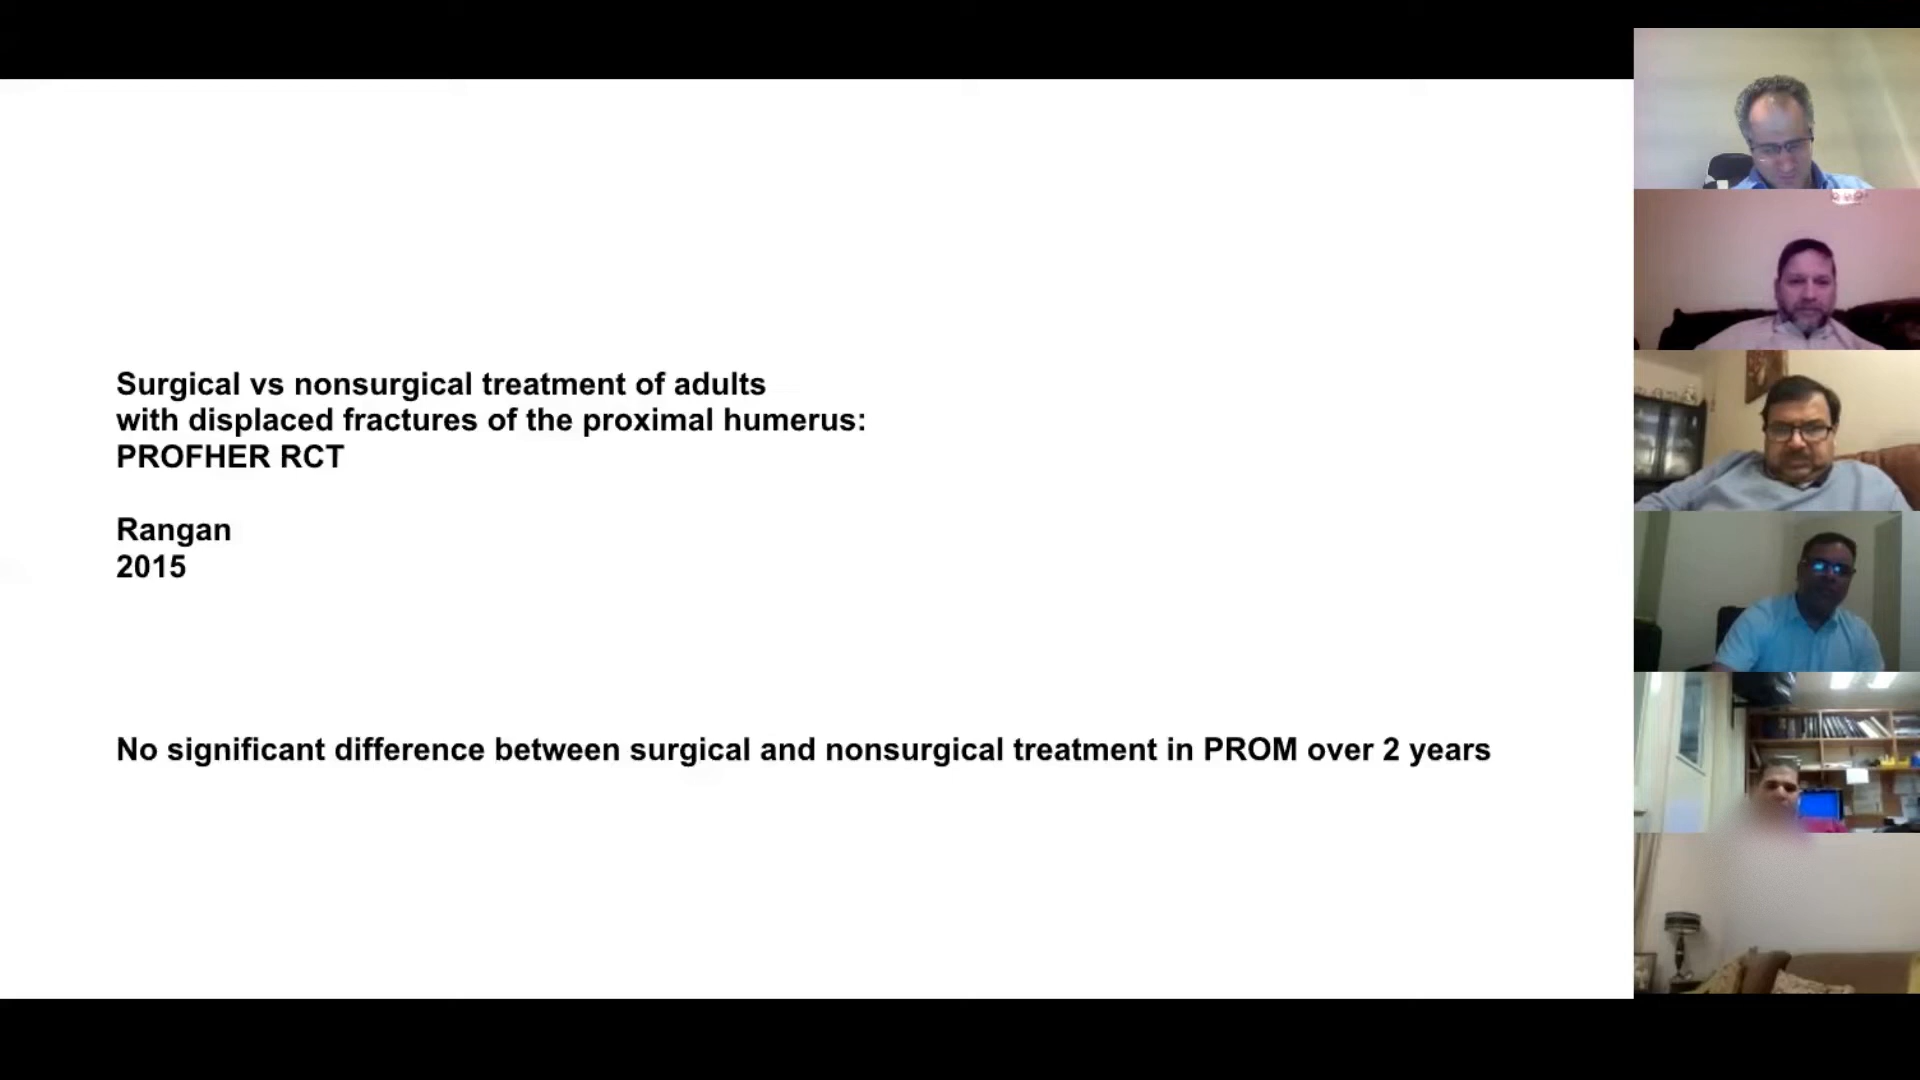 Surgical vs nonsurgical treatment of adults
with displaced fractures of the proximal humerus:
PROFHER RCT
Rangan
2015
No significant difference between surgical and nonsurgical treatment in PROM over 2 years